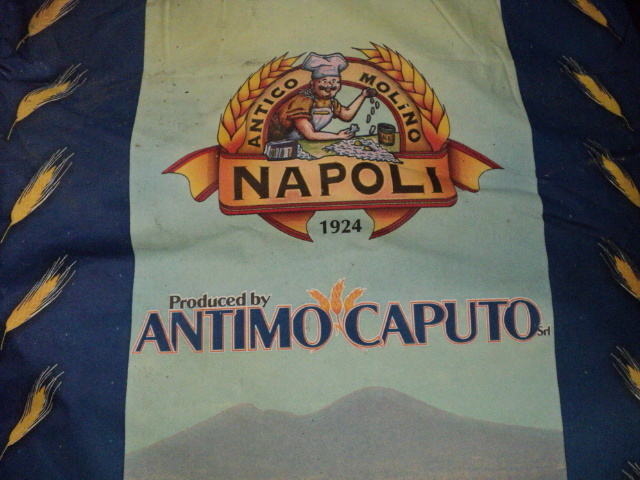 ANTICO MOLINO
NAPOLI
1924
Produced by
ANTIMO CAPUTO Srl